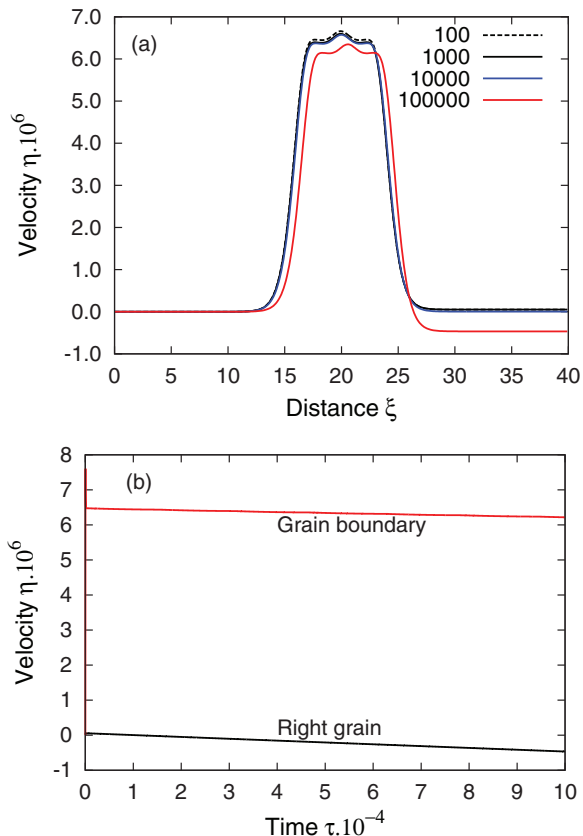 7.0
6.0
5.0
4.0
3.0
2.0
1.0
0.0
-1.0
(a)
100
1000
10000
100000
Velocity η.10⁶
0 5 10 15 20 25 30 35 40
Distance ξ
8
7
6
5
4
3
2
1
0
-1
(b)
Grain boundary
Right grain
Velocity η.10⁶
0 1 2 3 4 5 6 7 8 9 10
Time τ.10⁻⁴